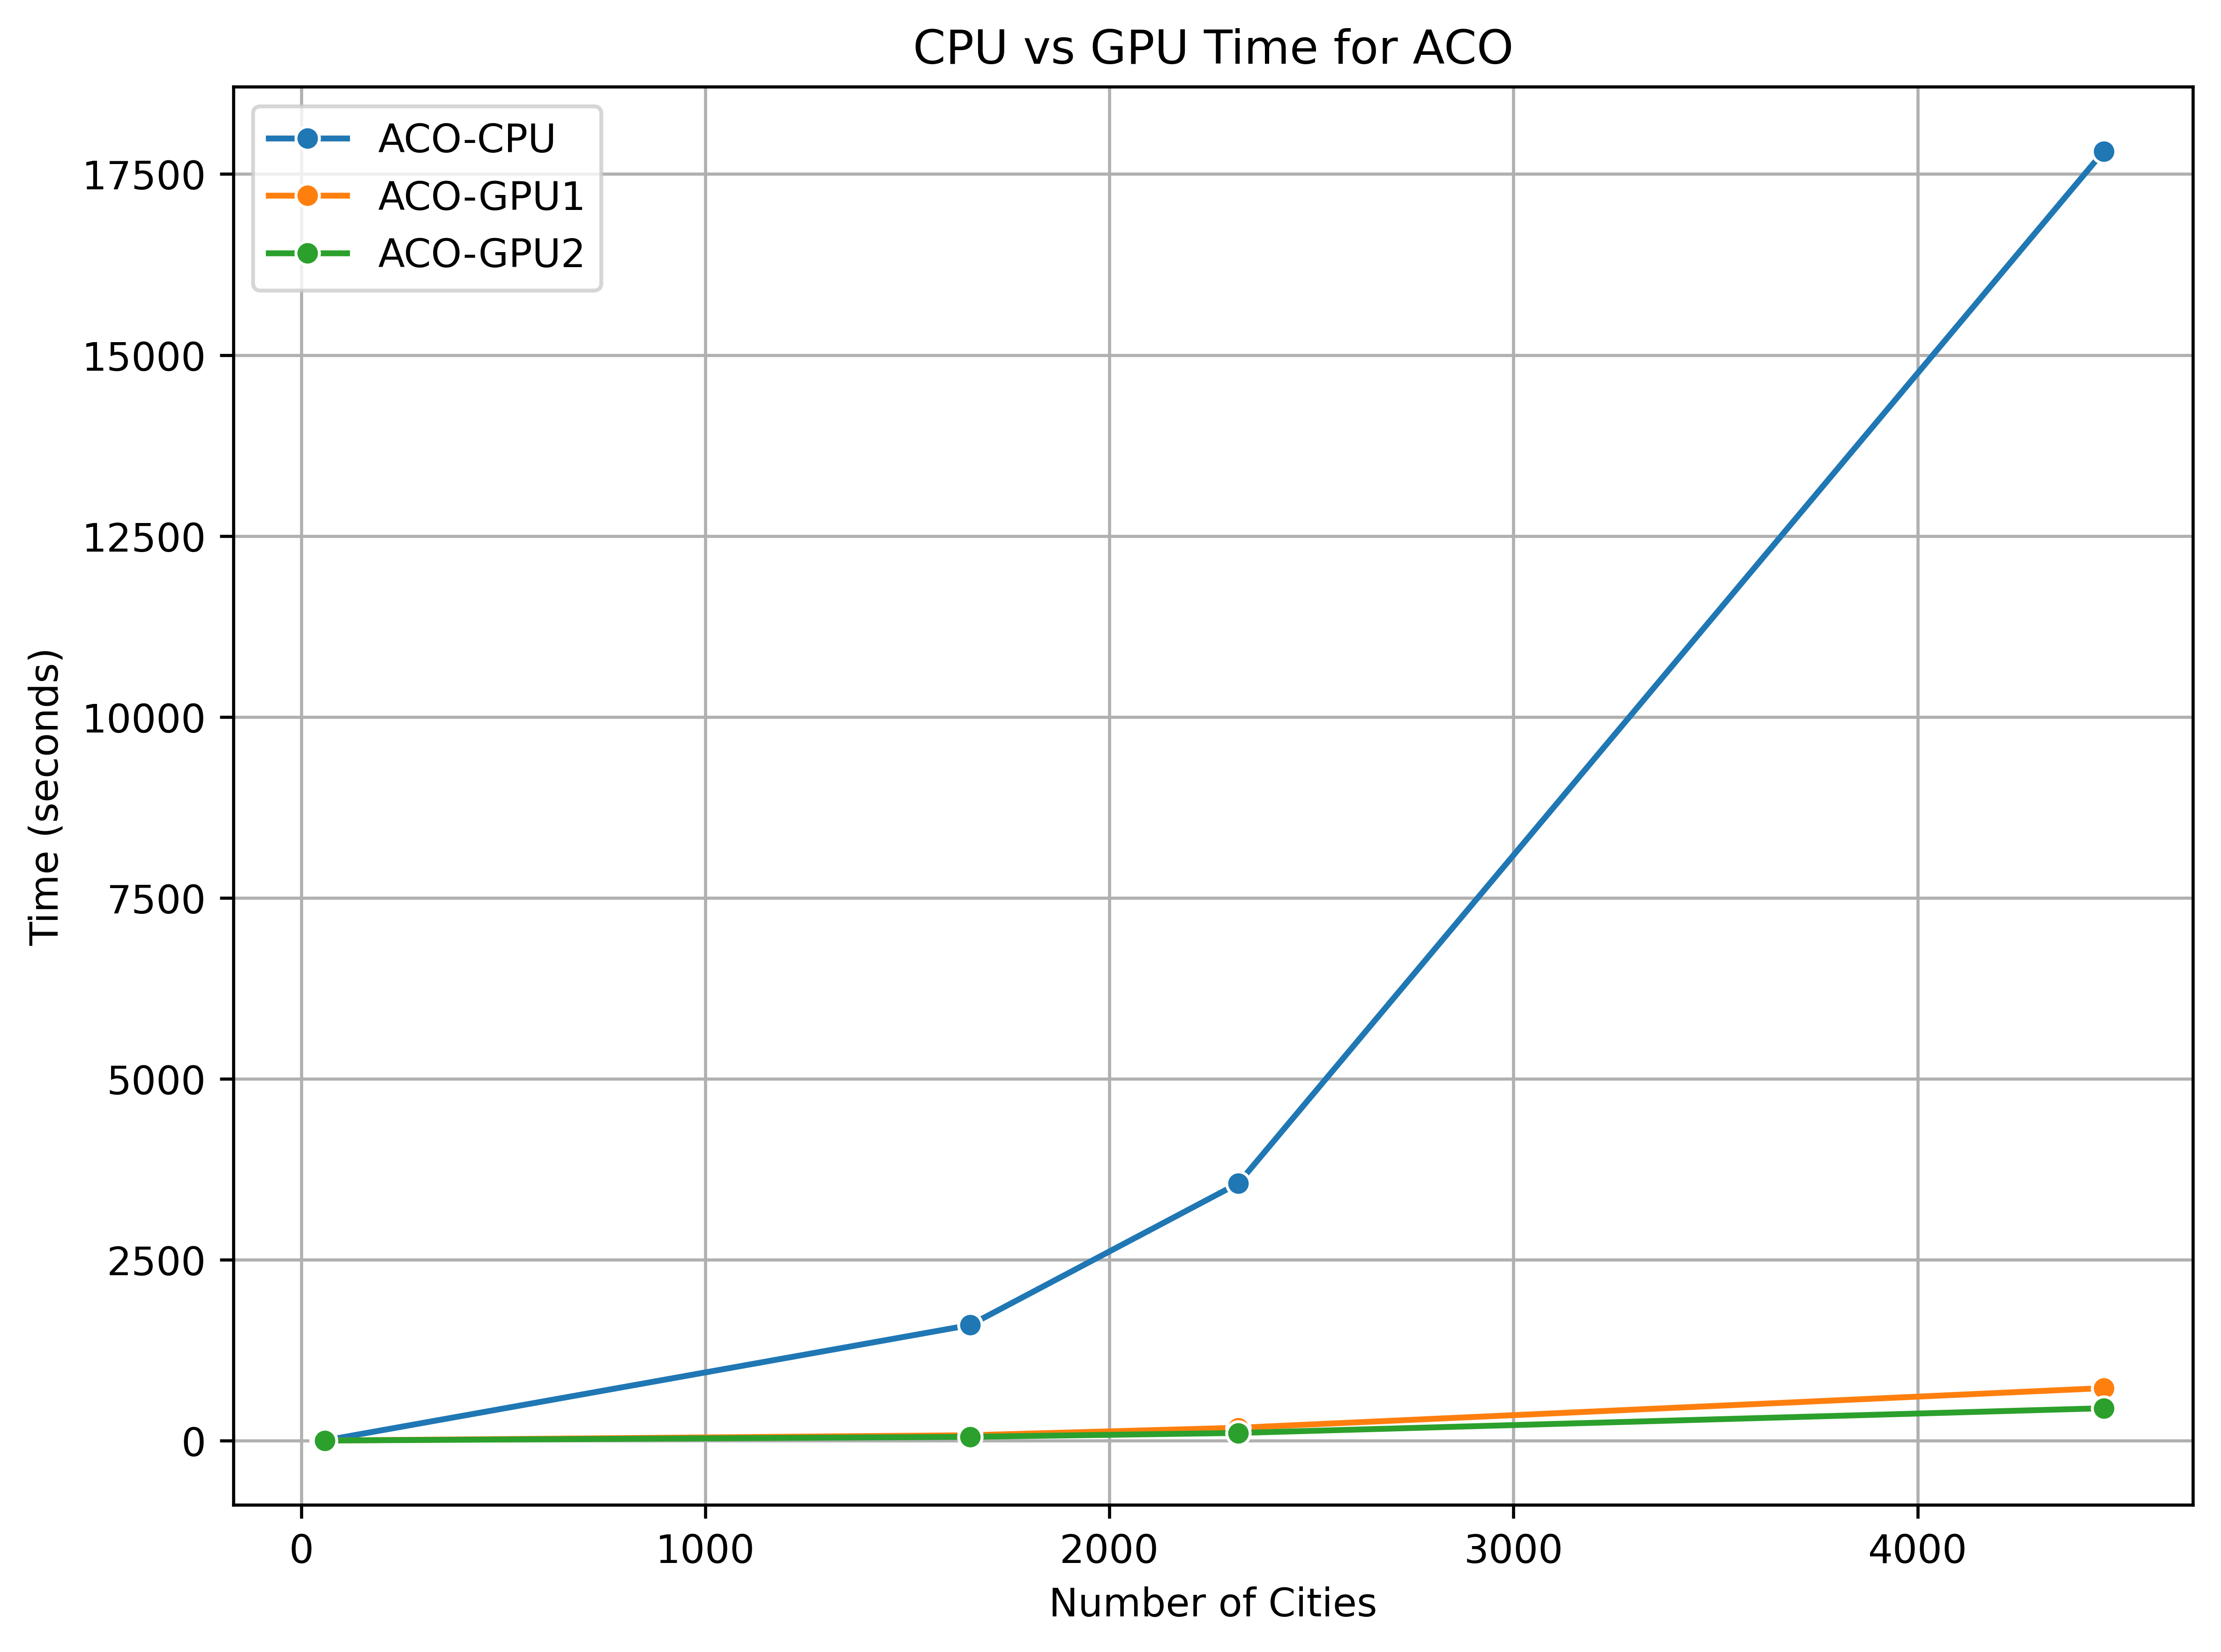 CPU vs GPU Time for ACO
ACO-CPU
ACO-GPU1
ACO-GPU2
17500
15000
12500
10000
7500
5000
2500
0
Time (seconds)
0 1000 2000 3000 4000
Number of Cities